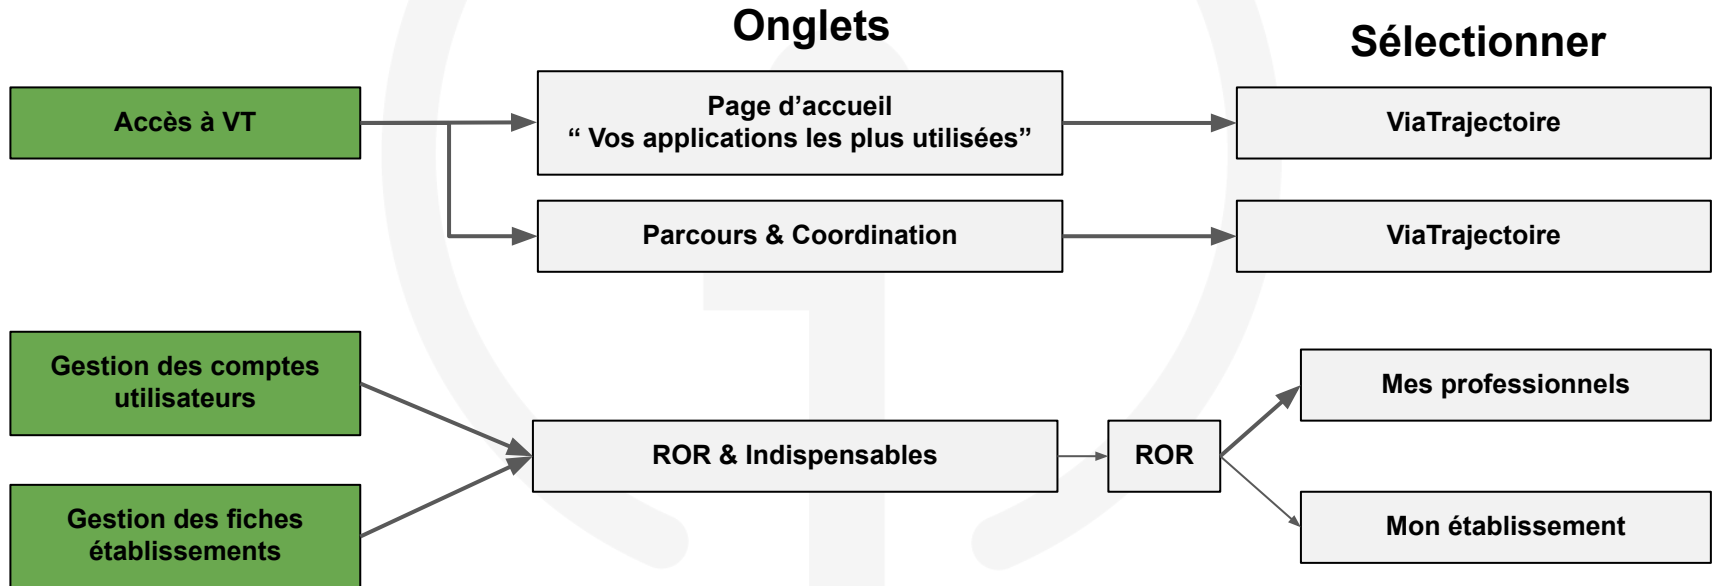 Onglets
Sélectionner
Accès à VT
Page d’accueil
“ Vos applications les plus utilisées”
ViaTrajectoire
Parcours & Coordination
ViaTrajectoire
Gestion des comptes
utilisateurs
Mes professionnels
ROR & Indispensables
ROR
Gestion des fiches
établissements
Mon établissement